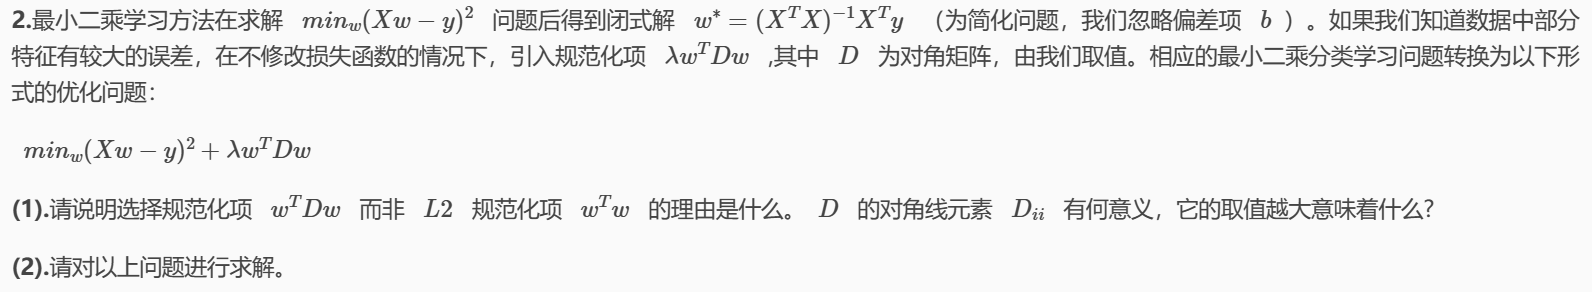 2.最小二乘学习方法在求解 $min_w(Xw-y)^2$ 问题后得到闭式解 $w^*=(X^TX)^{-1}X^Ty$ （为简化问题，我们忽略偏差项 $b$ ）。如果我们知道数据中部分
特征有较大的误差，在不修改损失函数的情况下，引入规范化项 $\lambda w^TDw$ ,其中 $D$ 为对角矩阵，由我们取值。相应的最小二乘分类学习问题转换为以下形
式的优化问题：
$min_w(Xw-y)^2+\lambda w^TDw$
(1).请说明选择规范化项 $w^TDw$ 而非 $L2$ 规范化项 $w^Tw$ 的理由是什么。 $D$ 的对角线元素 $D_{ii}$ 有何意义，它的取值越大意味着什么?
(2).请对以上问题进行求解。